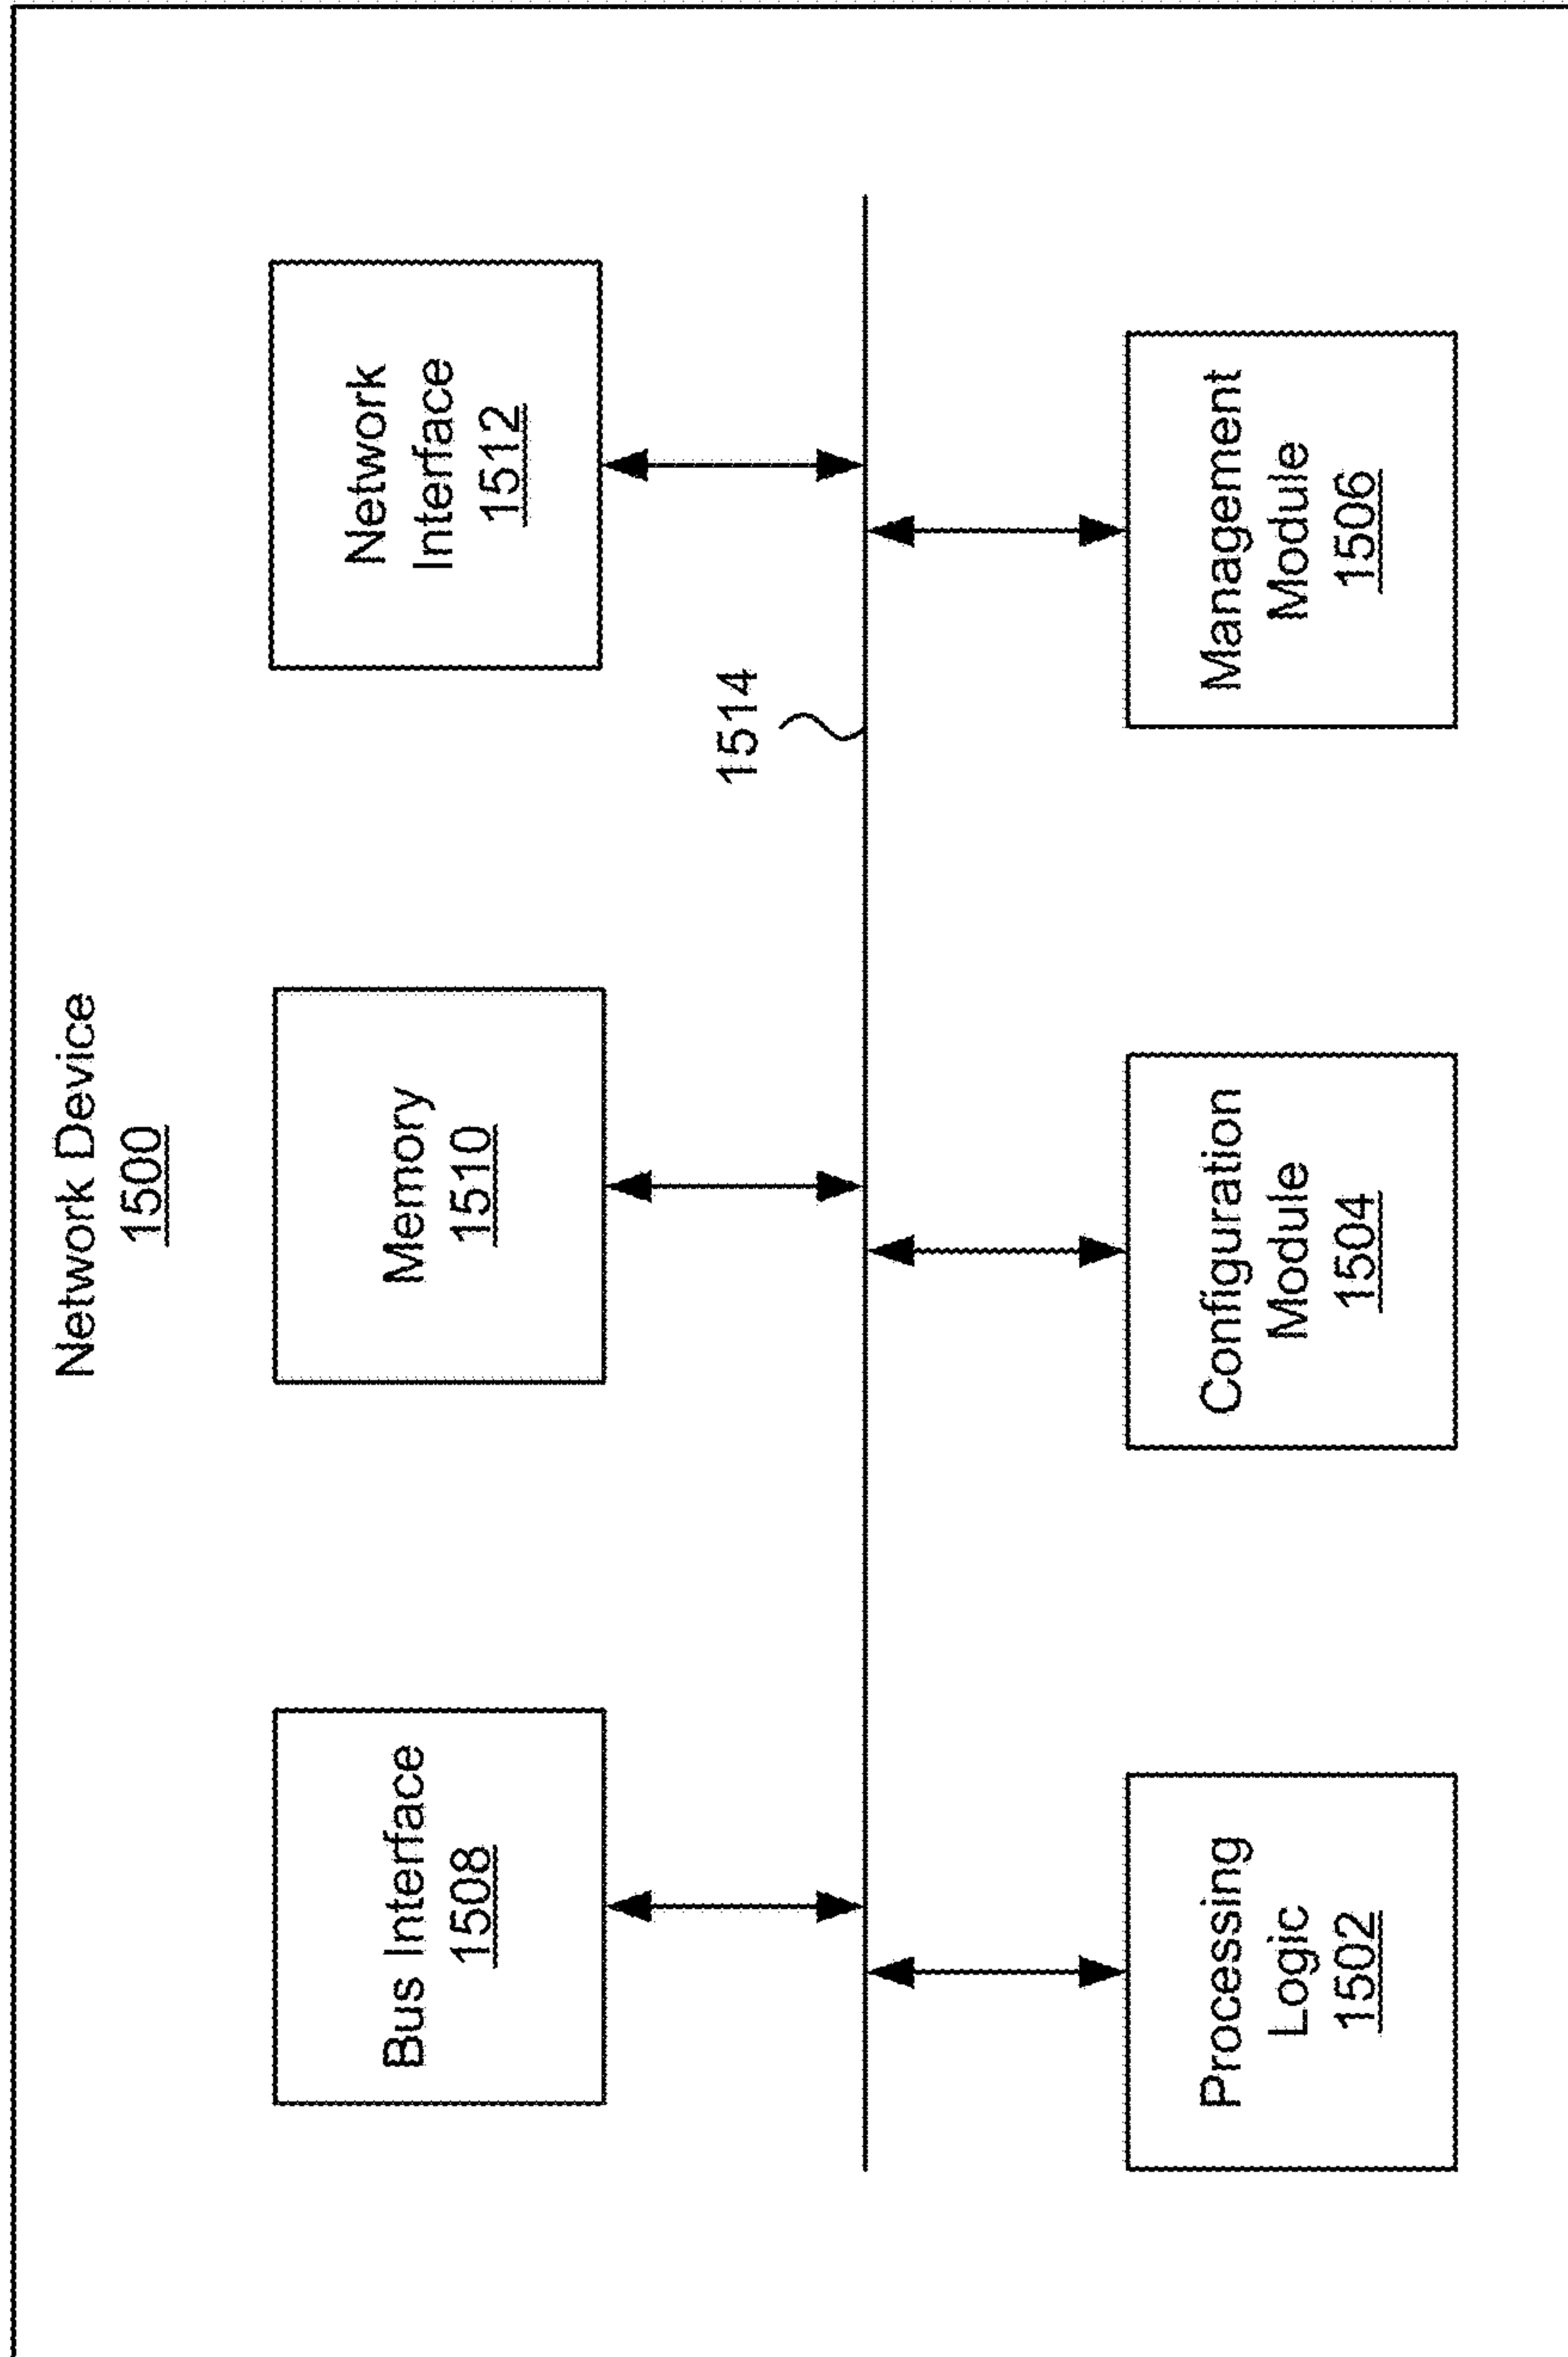 Network Device
1500
Bus Interface
1508
Memory
1510
Network
Interface
1512
1514
Processing
Logic
1502
Configuration
Module
1504
Management
Module
1506